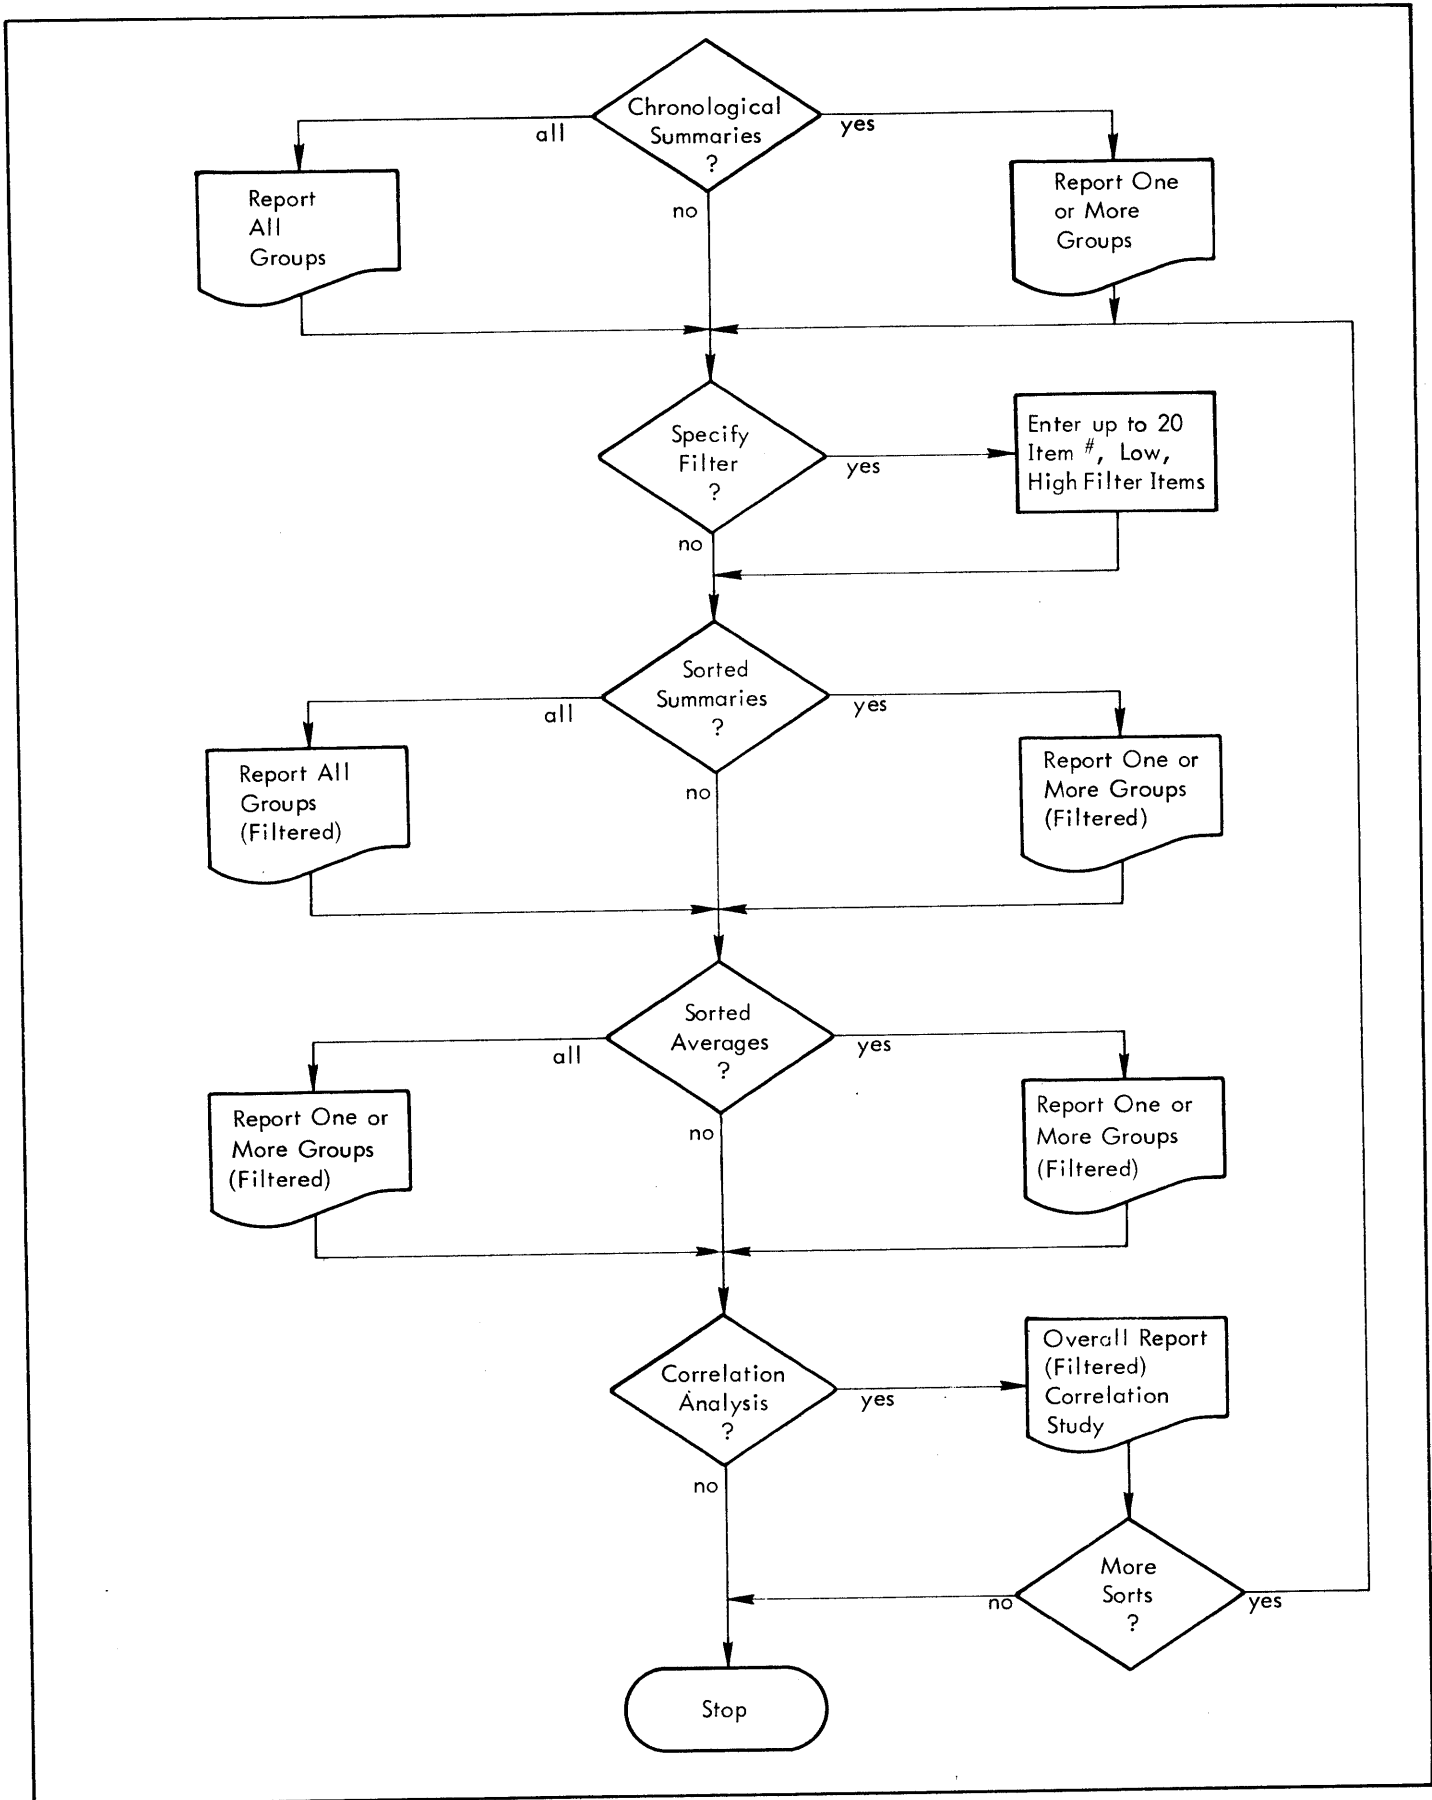 Chronological
Summaries
?
all
yes
no
Report
All
Groups
Report One
or More
Groups
Specify
Filter
?
yes
no
Enter up to 20
Item #, Low,
High Filter Items
Sorted
Summaries
?
all
yes
no
Report All
Groups
(Filtered)
Report One or
More Groups
(Filtered)
Sorted
Averages
?
all
yes
no
Report One or
More Groups
(Filtered)
Report One or
More Groups
(Filtered)
Correlation
Analysis
?
yes
no
Overall Report
(Filtered)
Correlation
Study
More
Sorts
?
no
yes
Stop